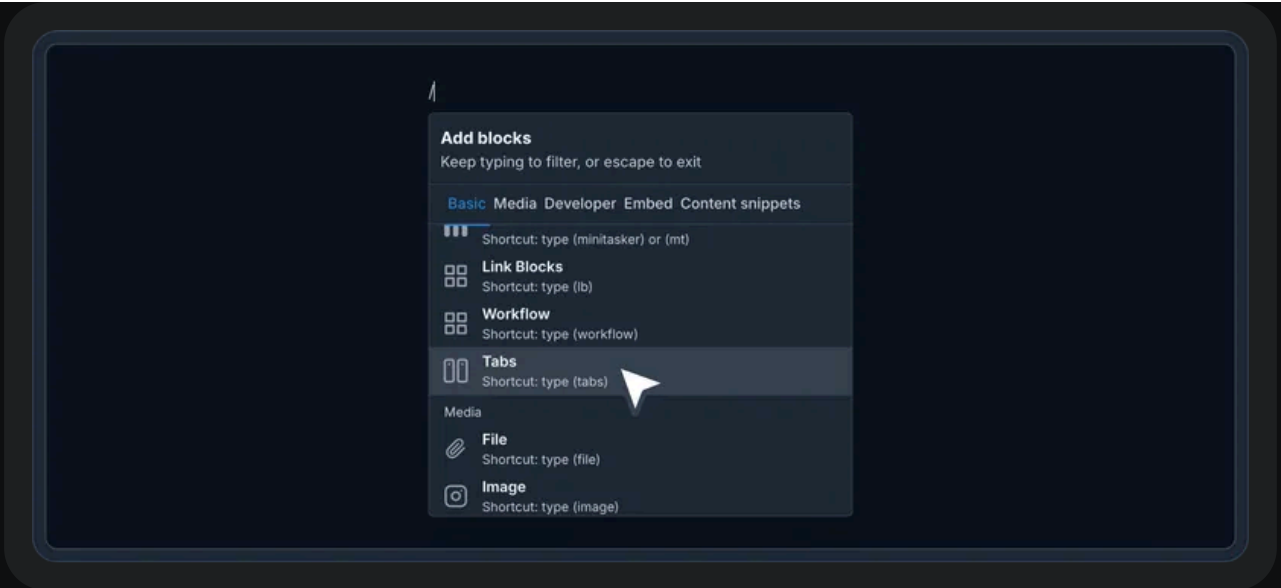 /
Add blocks
Keep typing to filter, or escape to exit
Basic Media Developer Embed Content snippets
Shortcut: type (minitasker) or (mt)
Link Blocks
Shortcut: type (lb)
Workflow
Shortcut: type (workflow)
Tabs
Shortcut: type (tabs)
Media
File
Shortcut: type (file)
Image
Shortcut: type (image)